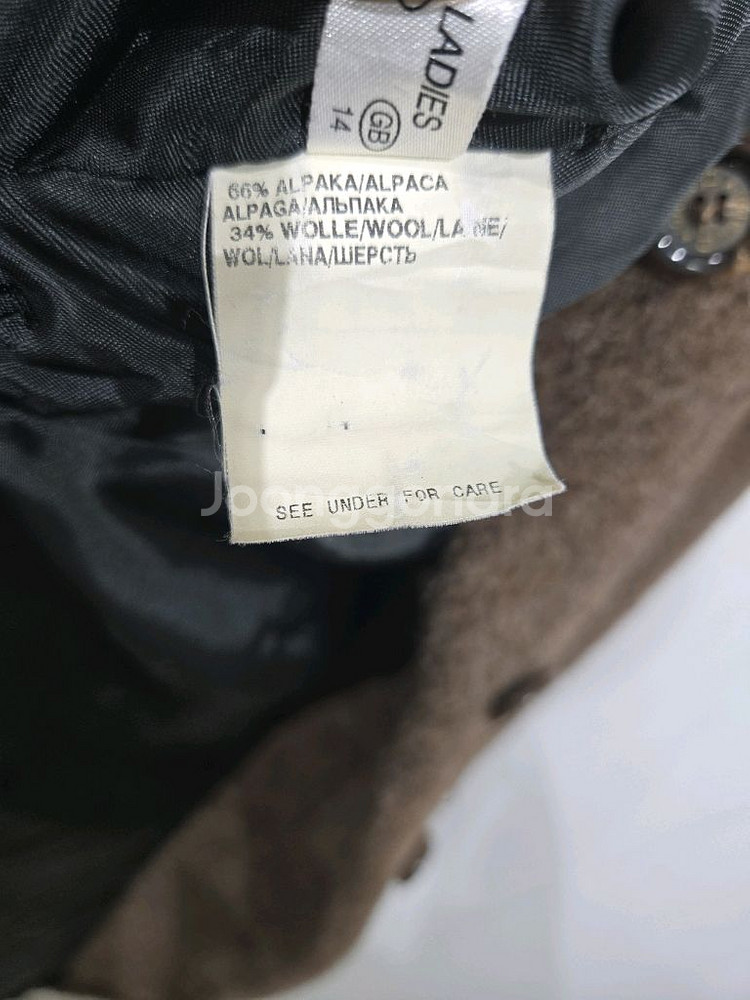 LADIES
GB
14
66% ALPAKA/ALPACA
ALPAGA/АЛЬПАКА
34% WOLLE/WOOL/LAINE/
WOL/LANA/ШЕРСТЬ
SEE UNDER FOR CARE
Joonggonara